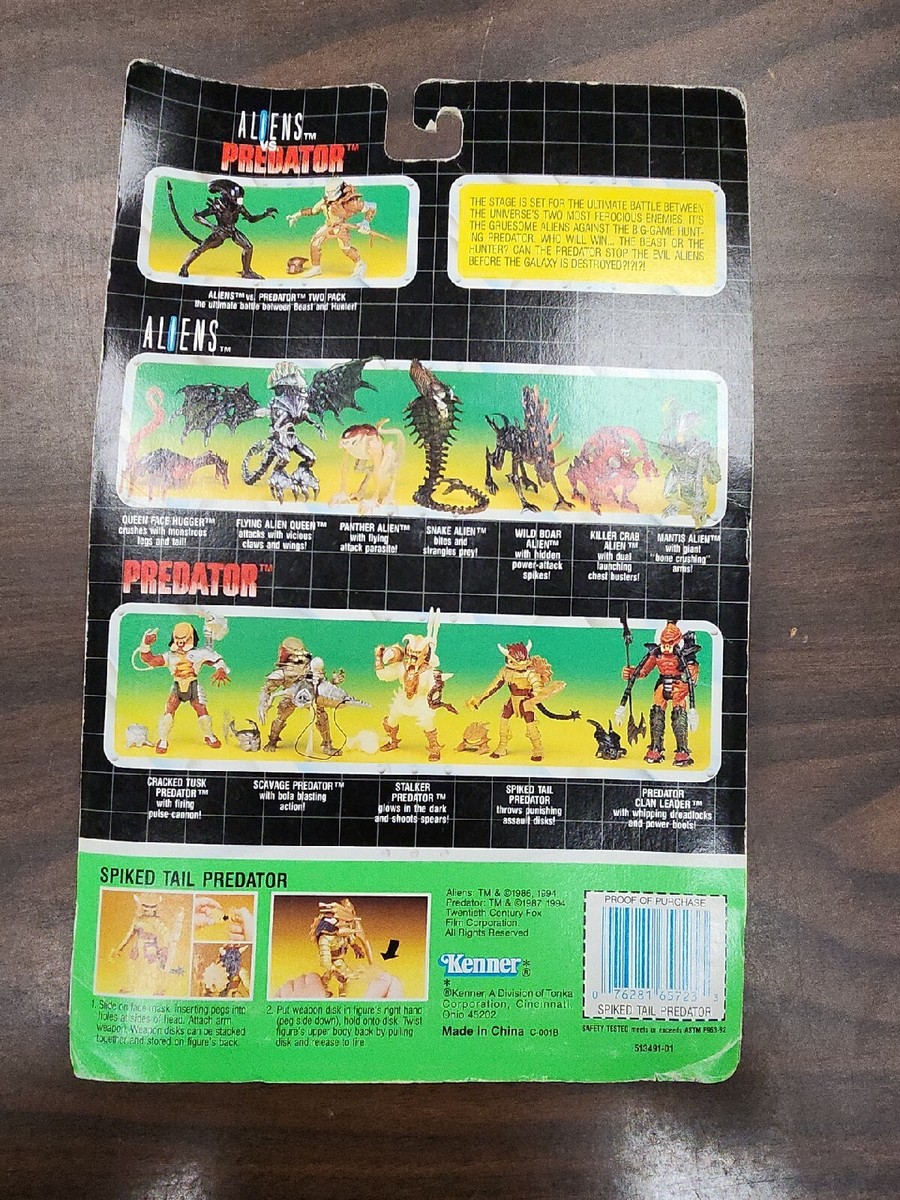 ALIENS™
VS.
PREDATOR™
THE STAGE IS SET FOR THE ULTIMATE BATTLE BETWEEN
THE UNIVERSE'S TWO MOST FEROCIOUS ENEMIES. IT'S
THE GRUESOME ALIENS AGAINST THE BIG-GAME HUNT-
ING PREDATOR. WHO WILL WIN... THE BEAST OR THE
HUNTER? CAN THE PREDATOR STOP THE EVIL ALIENS
BEFORE THE GALAXY IS DESTROYED?!?!?!
ALIENS™ vs. PREDATOR™ TWO PACK
the ultimate battle between Beast and Hunter!
ALIENS™
QUEEN FACE HUGGER™
crushes with monstrous
legs and tail!
FLYING ALIEN QUEEN™
attacks with vicious
claws and wings!
PANTHER ALIEN™
with flying
attack parasite!
SNAKE ALIEN™
bites and
strangles prey!
WILD BOAR
ALIEN™
with hidden
power-attack
spikes!
KILLER CRAB
ALIEN™
with dual
launching
chest busters!
MANTIS ALIEN™
with giant
"bone crushing"
arms!
PREDATOR™
CRACKED TUSK
PREDATOR™
with firing
pulse cannon!
SCAVAGE PREDATOR™
with bola blasting
action!
STALKER
PREDATOR™
glows in the dark
and shoots spears!
SPIKED TAIL
PREDATOR
throws punishing
assault disks!
PREDATOR
CLAN LEADER™
with whipping dreadlocks
and power boots!
SPIKED TAIL PREDATOR
1. Slide on face mask, inserting pegs into
holes at sides of head. Attach arm
weapon. Weapon disks can be stacked
together and stored on figure's back.
2. Put weapon disk in figure's right hand
(peg side down), hold onto disk. Twist
figure's upper body back by pulling
disk and release to fire.
Aliens: TM & ©1986, 1994
Predator: TM & ©1987 1994
Twentieth Century Fox
Film Corporation.
All Rights Reserved
Kenner®*
*
®Kenner A Division of Tonka
Corporation, Cincinnati,
Ohio 45202
Made in China C-001B
PROOF OF PURCHASE
0 76281 65723 3
SPIKED TAIL PREDATOR
SAFETY TESTED meets or exceeds ASTM F963-92
513491-01